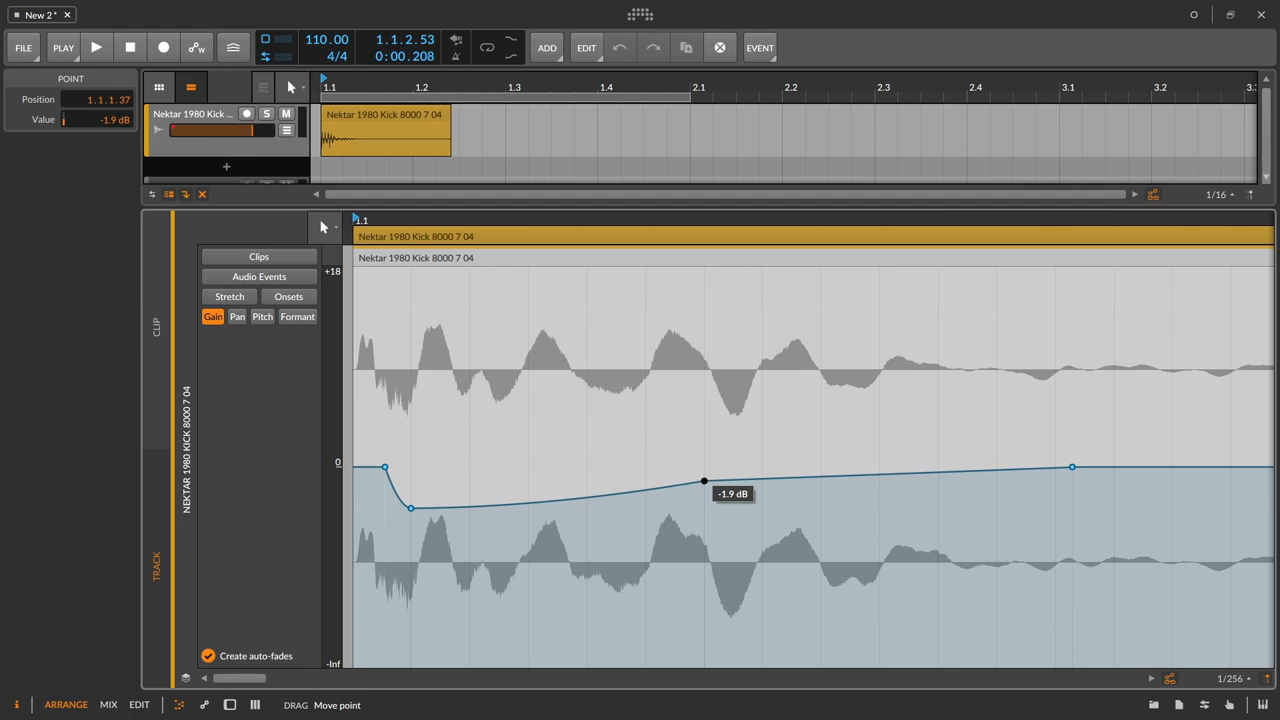 New 2*
FILE
PLAY
110.00
4/4
1.1.2.53
0:00.208
ADD
EDIT
EVENT
POINT
Position
1.1.1.37
Value
-1.9 dB
1.1
1.2
1.3
1.4
2.1
2.2
2.3
2.4
3.1
3.2
Nektar 1980 Kick ...
S
M
Nektar 1980 Kick 8000 7 04
+
1/16
1.1
Nektar 1980 Kick 8000 7 04
Nektar 1980 Kick 8000 7 04
CLIP
TRACK
NEKTAR 1980 KICK 8000 7 04
Clips
Audio Events
Stretch
Onsets
Gain
Pan
Pitch
Formant
+18
0
-Inf
-1.9 dB
Create auto-fades
1/256
i
ARRANGE
MIX
EDIT
DRAG
Move point